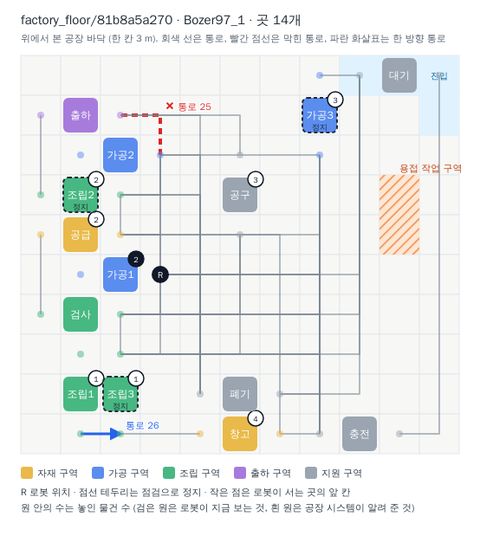 factory_floor/81b8a5a270 · Bozer97_1 · 곳 14개
위에서 본 공장 바닥 (한 칸 3 m). 회색 선은 통로, 빨간 점선은 막힌 통로, 파란 화살표는 한 방향 통로
대기
진입
출하
✖ 통로 25
3
가공3
정지
가공2
용접 작업 구역
2
조립2
정지
3
공구
2
공급
2
가공1
R
검사
1
조립1
1
조립3
정지
폐기
통로 26
4
창고
충전
자재 구역
가공 구역
조립 구역
출하 구역
지원 구역
R 로봇 위치 · 점선 테두리는 점검으로 정지 · 작은 점은 로봇이 서는 곳의 앞 칸
원 안의 수는 놓인 물건 건수 (검은 원은 로봇이 지금 보는 것, 흰 원은 공장 시스템이 알려 준 것)